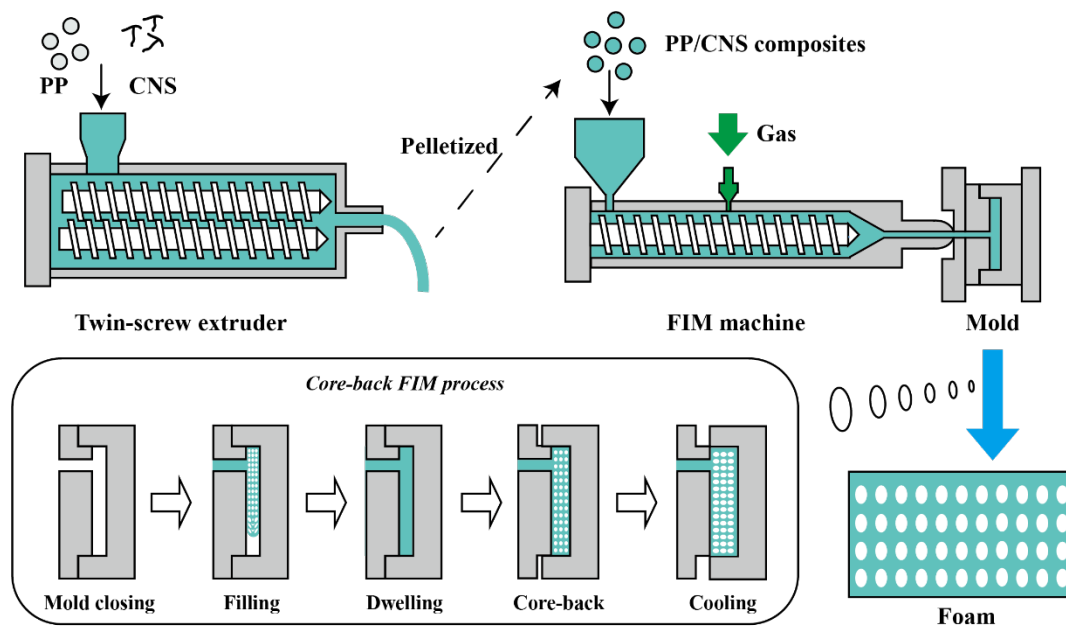 PP
CNS
PP/CNS composites
Pelletized
Gas
Twin-screw extruder
FIM machine
Mold
Core-back FIM process
Mold closing
Filling
Dwelling
Core-back
Cooling
Foam